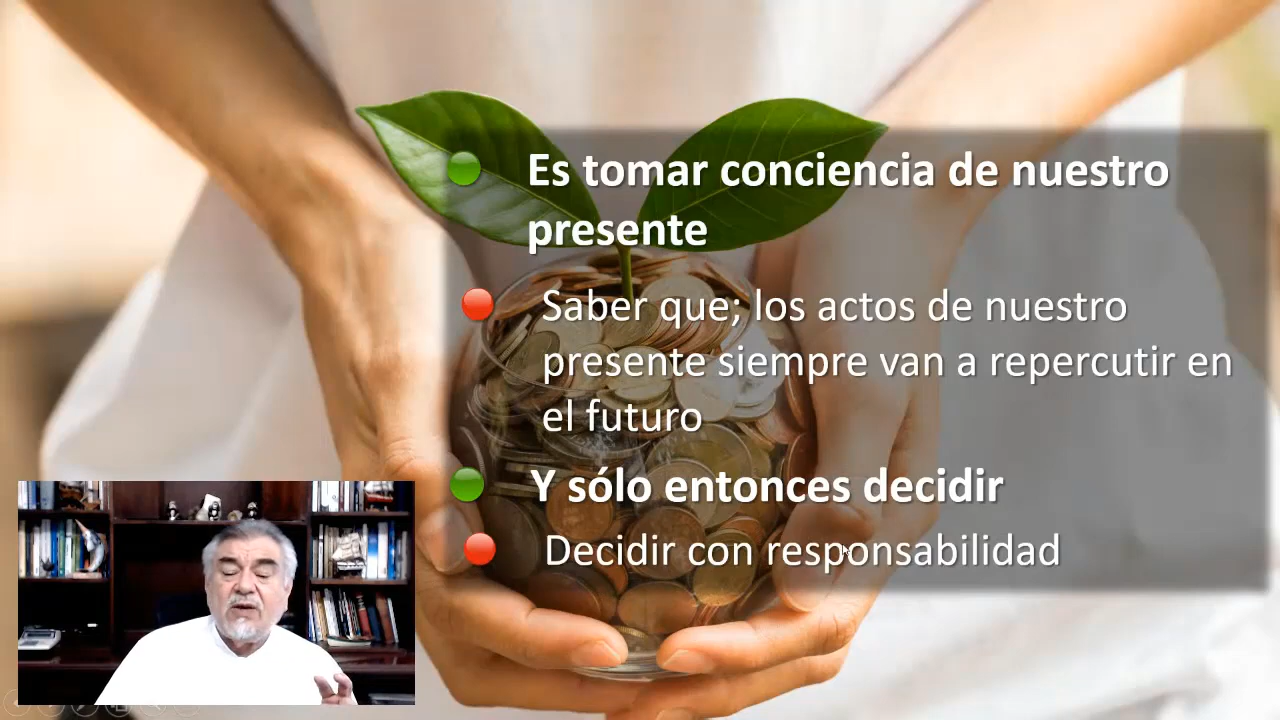 Es tomar conciencia de nuestro
presente
Saber que; los actos de nuestro
presente siempre van a repercutir en
el futuro
Y sólo entonces decidir
Decidir con responsabilidad